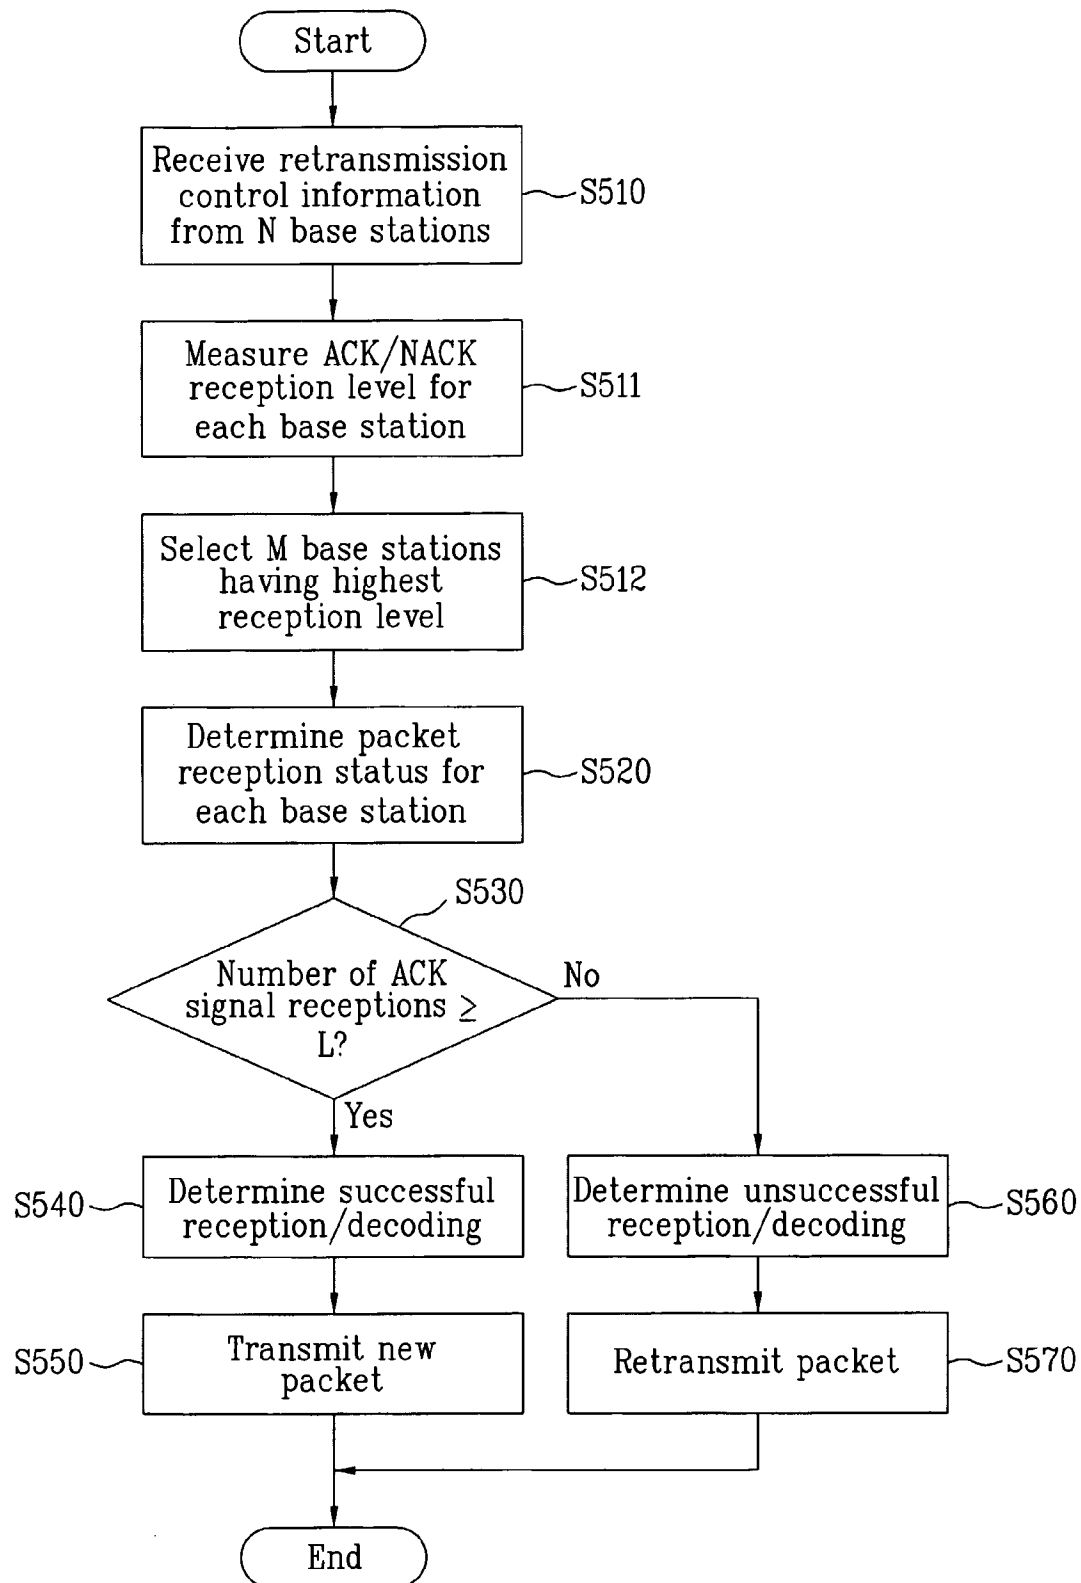 Start
Receive retransmission
control information
from N base stations
S510
Measure ACK/NACK
reception level for
each base station
S511
Select M base stations
having highest
reception level
S512
Determine packet
reception status for
each base station
S520
S530
Number of ACK
signal receptions ≥
L?
No
Yes
S540
Determine successful
reception/decoding
Determine unsuccessful
reception/decoding
S560
S550
Transmit new
packet
Retransmit packet
S570
End